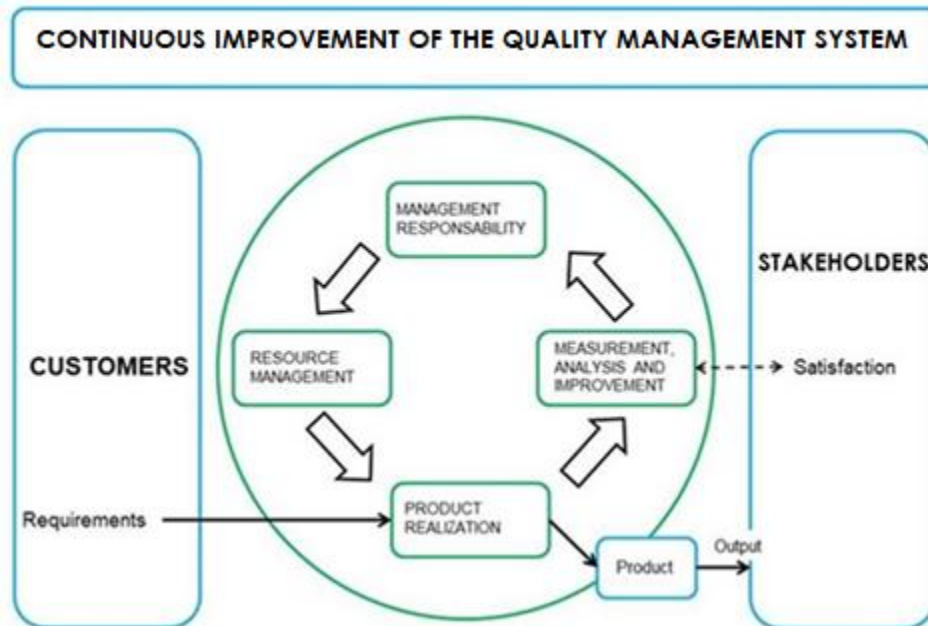 CONTINUOUS IMPROVEMENT OF THE QUALITY MANAGEMENT SYSTEM
MANAGEMENT
RESPONSABILITY
STAKEHOLDERS
CUSTOMERS
RESOURCE
MANAGEMENT
MEASUREMENT,
ANALYSIS AND
IMPROVEMENT
Satisfaction
Requirements
PRODUCT
REALIZATION
Product
Output